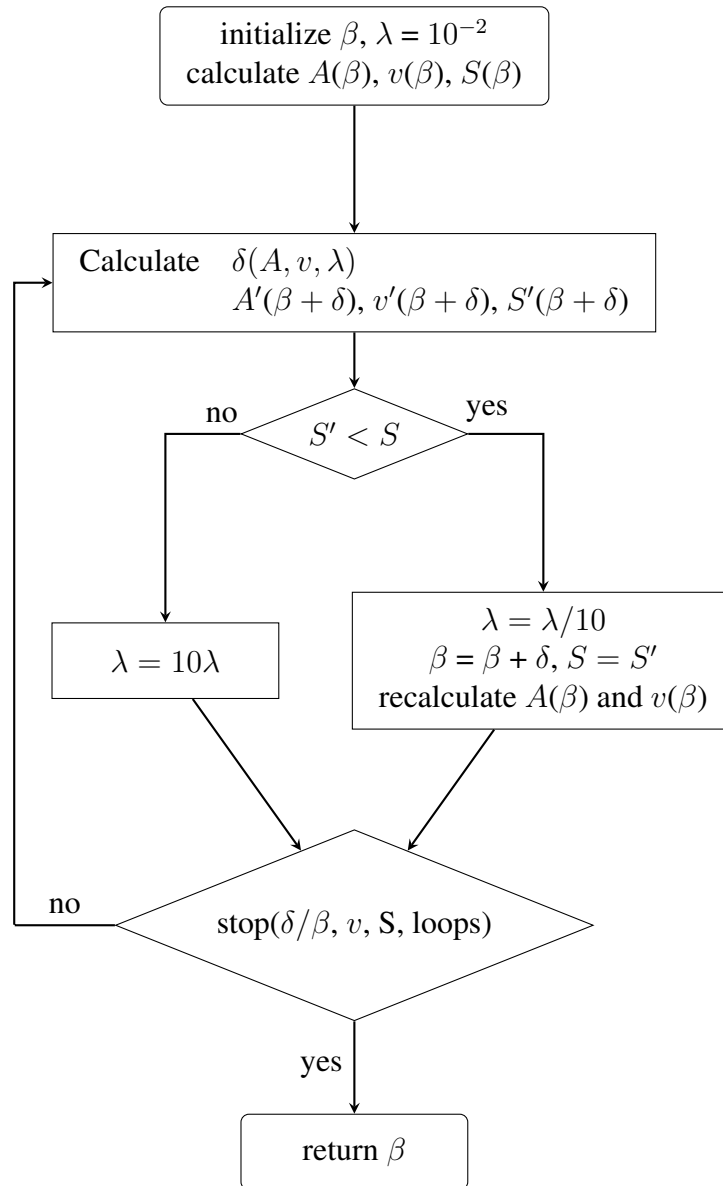 initialize β, λ = 10⁻²
calculate A(β), v(β), S(β)
Calculate δ(A, v, λ)
A′(β + δ), v′(β + δ), S′(β + δ)
no
yes
S′ < S
λ = 10λ
λ = λ/10
β = β + δ, S = S′
recalculate A(β) and v(β)
no
stop(δ/β, v, S, loops)
yes
return β